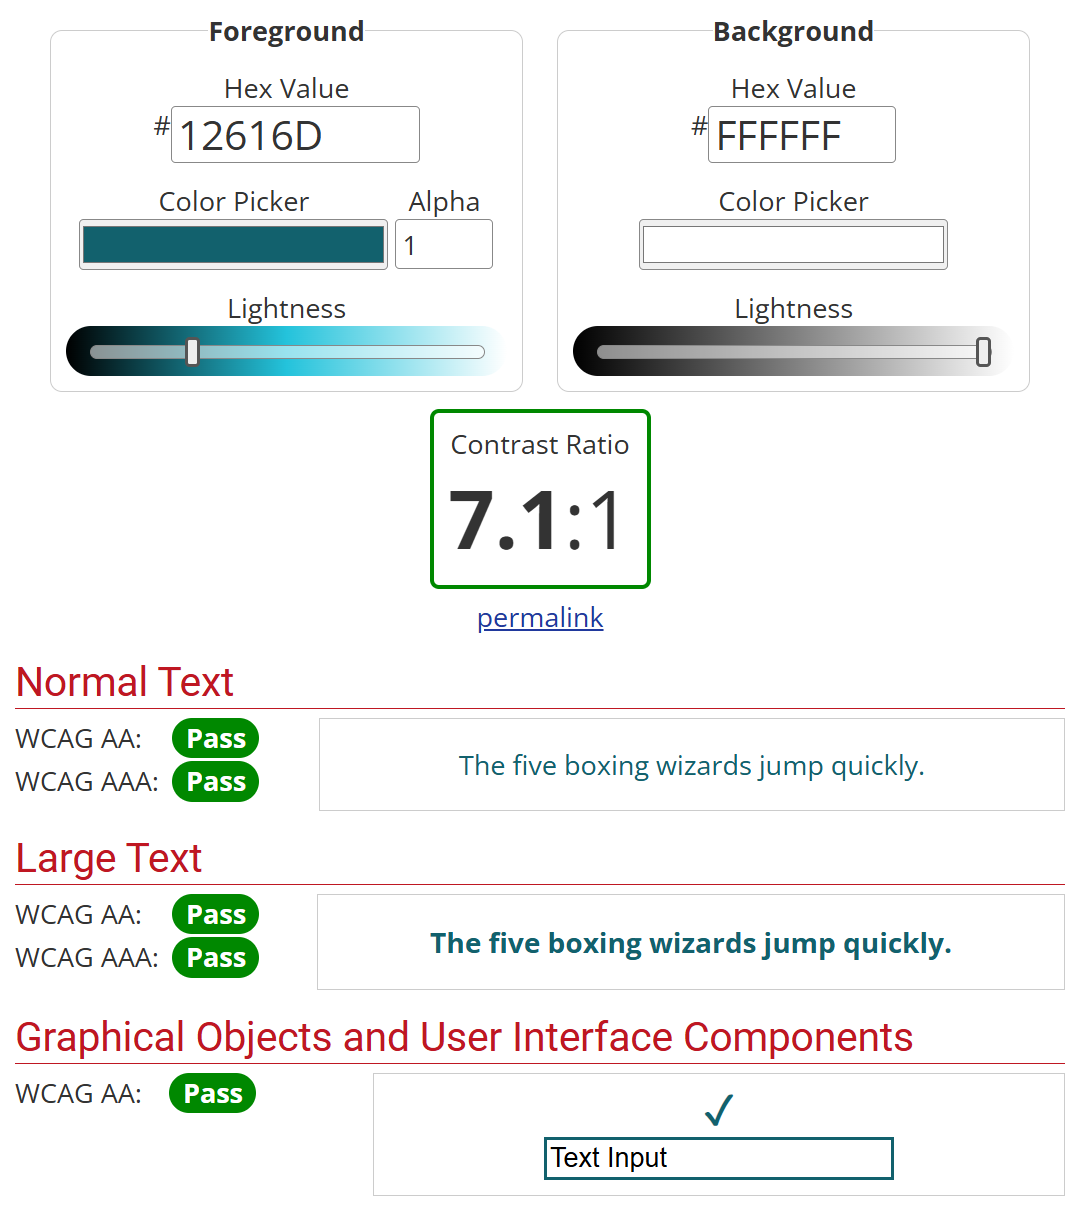 Foreground
Hex Value
#12616D
Color Picker Alpha
1
Lightness
Background
Hex Value
#FFFFFF
Color Picker
Lightness
Contrast Ratio
7.1:1
permalink
Normal Text
WCAG AA: Pass
WCAG AAA: Pass
The five boxing wizards jump quickly.
Large Text
WCAG AA: Pass
WCAG AAA: Pass
The five boxing wizards jump quickly.
Graphical Objects and User Interface Components
WCAG AA: Pass
✓
Text Input